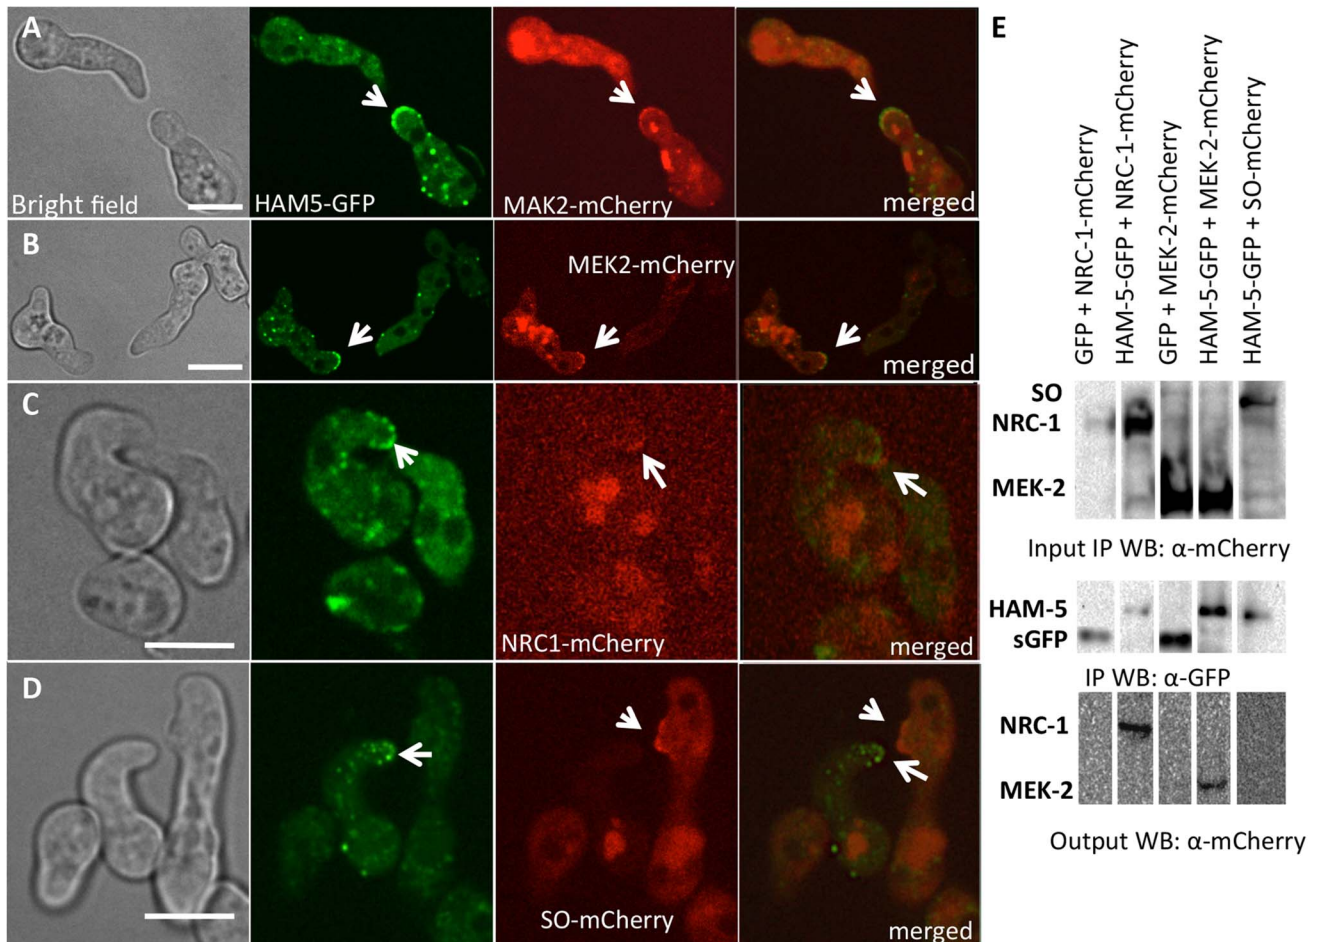 A
Bright field
HAM5-GFP
MAK2-mCherry
merged
B
MEK2-mCherry
merged
C
NRC1-mCherry
merged
D
SO-mCherry
merged
E
GFP + NRC-1-mCherry
HAM-5-GFP + NRC-1-mCherry
GFP + MEK-2-mCherry
HAM-5-GFP + MEK-2-mCherry
HAM-5-GFP + SO-mCherry
SO
NRC-1
MEK-2
Input IP WB: α-mCherry
HAM-5
sGFP
IP WB: α-GFP
NRC-1
MEK-2
Output WB: α-mCherry